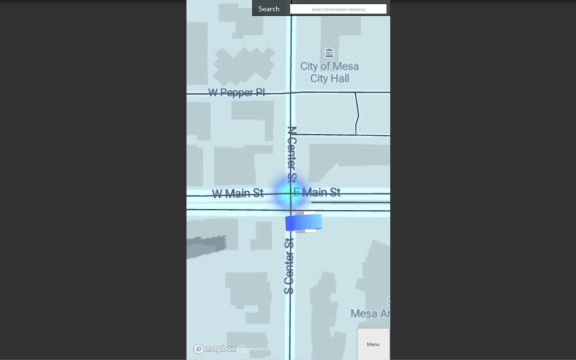 Search
Enter Destination Address
City of Mesa
City Hall
W Pepper Pl
N Center St
W Main St
E Main St
S Center St
Mesa Ar
mapbox
Menu